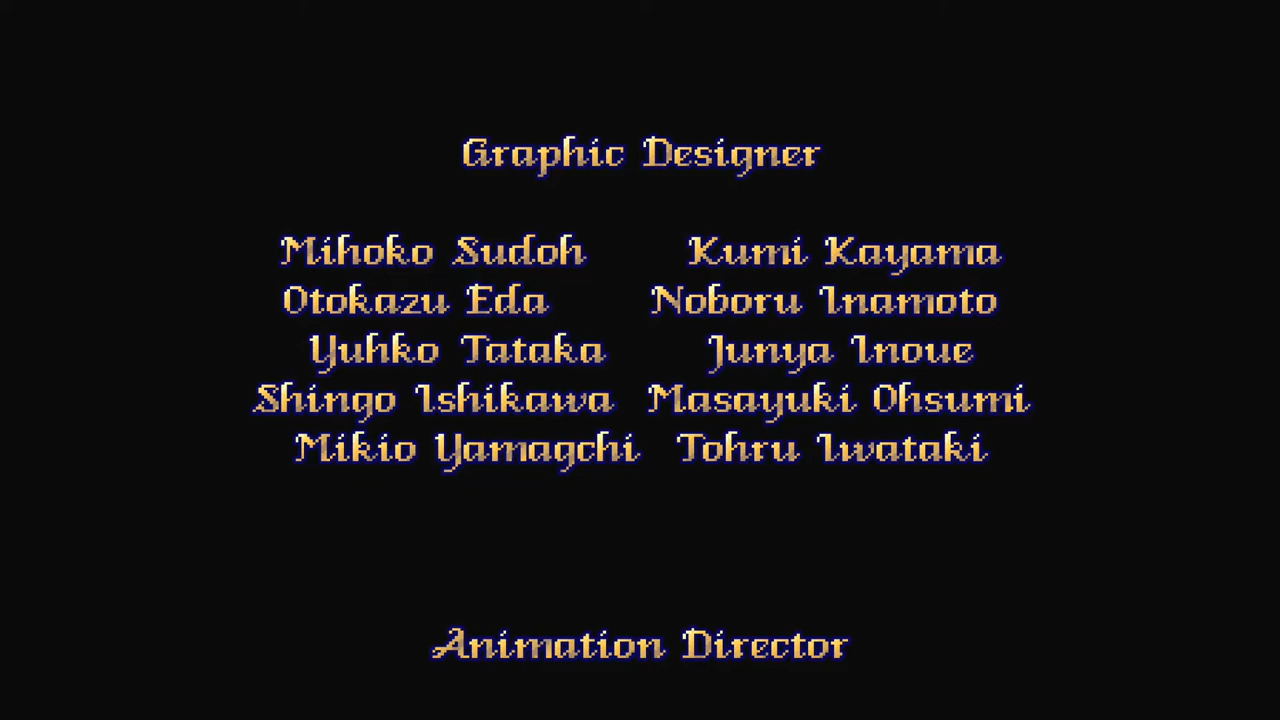 Graphic Designer
Mihoko Sudoh Kumi Kayama
Otokazu Eda Noboru Inamoto
Yuhko Tataka Junya Inoue
Shingo Ishikawa Masayuki Ohsumi
Mikio Yamagchi Tohru Iwataki
Animation Director